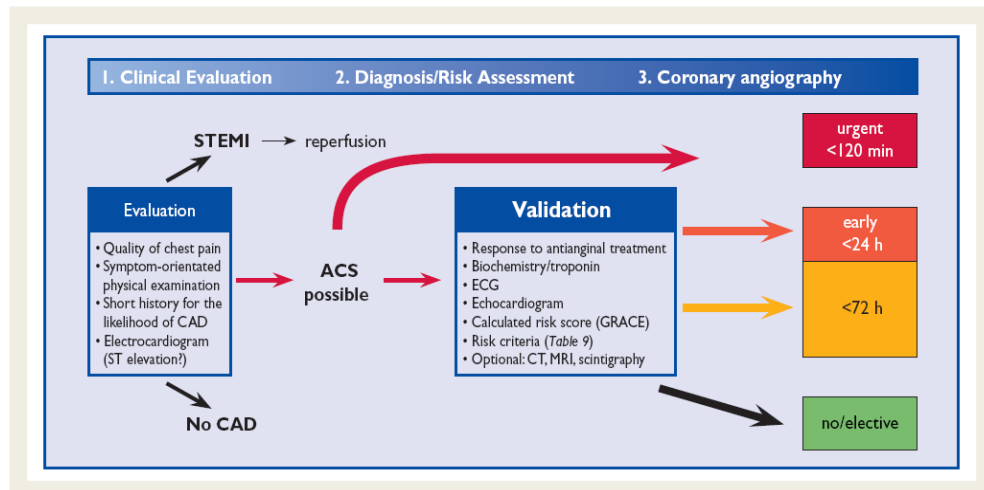 1. Clinical Evaluation 2. Diagnosis/Risk Assessment 3. Coronary angiography
STEMI reperfusion
urgent
<120 min
Evaluation
• Quality of chest pain
• Symptom-orientated
physical examination
• Short history for the
likelihood of CAD
• Electrocardiogram
(ST elevation?)
ACS
possible
Validation
• Response to antianginal treatment
• Biochemistry/troponin
• ECG
• Echocardiogram
• Calculated risk score (GRACE)
• Risk criteria (Table 9)
• Optional: CT, MRI, scintigraphy
early
<24 h
<72 h
No CAD
no/elective